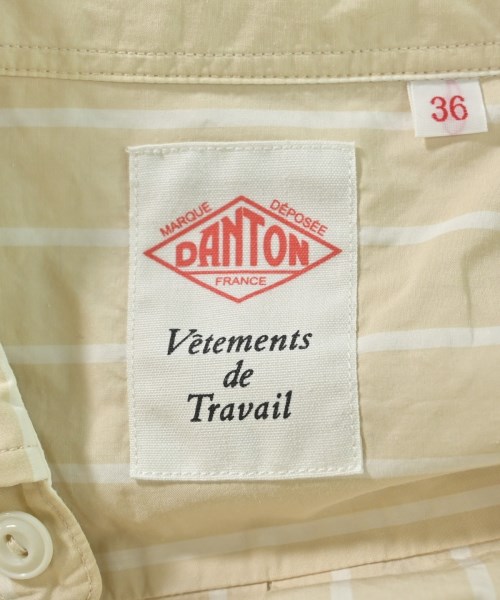 36
MARQUE DÉPOSÉE
DANTON
FRANCE
Vêtements
de
Travail